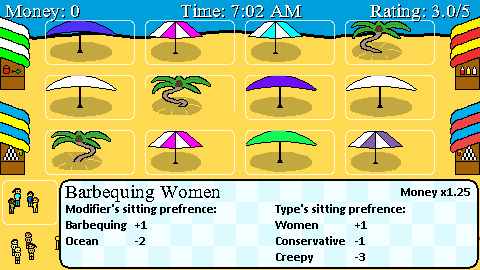 Money: 0 Time: 7:02 AM Rating: 3.0/5
Barbequing Women Money x1.25
Modifier's sitting prefrence: Type's sitting prefrence:
Barbequing +1 Women +1
Ocean -2 Conservative -1
Creepy -3